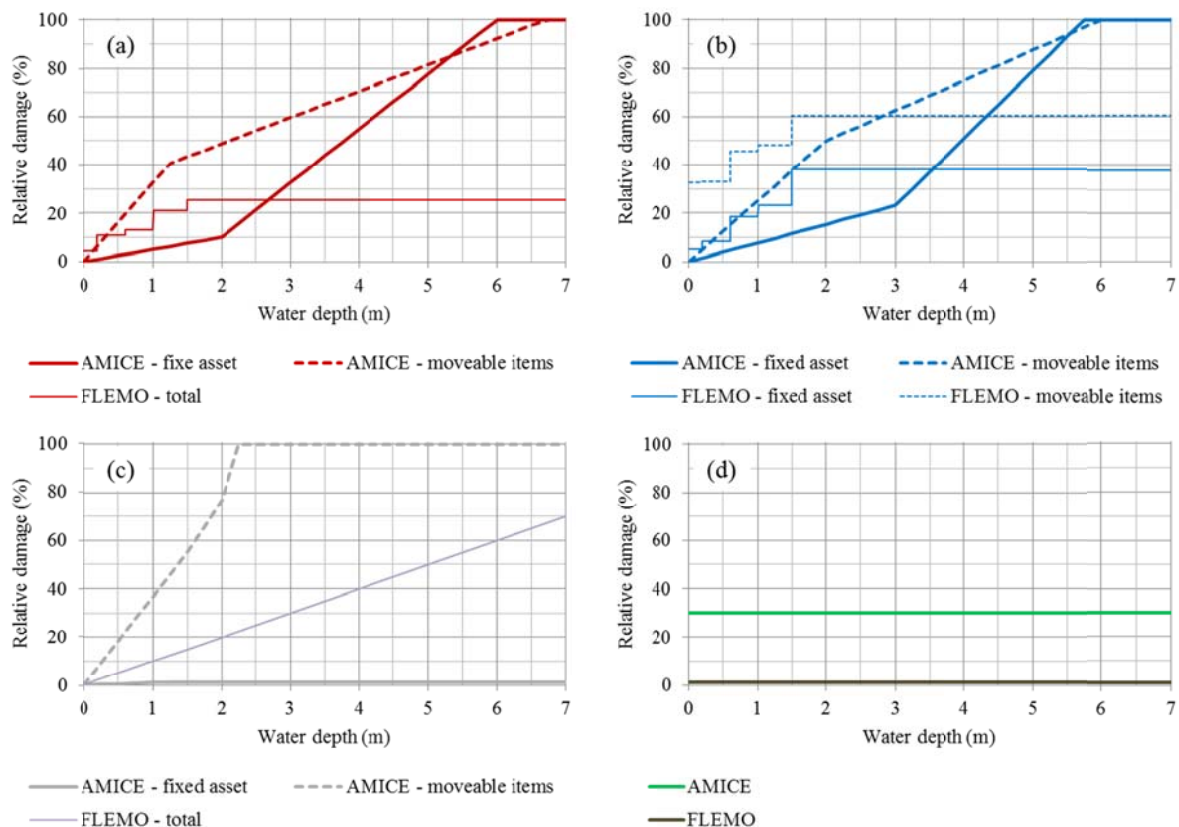 (a)
Relative damage (%)
100
80
60
40
20
0
0 1 2 3 4 5 6 7
Water depth (m)
AMICE - fixe asset AMICE - moveable items
FLEMO - total
(b)
Relative damage (%)
100
80
60
40
20
0
0 1 2 3 4 5 6 7
Water depth (m)
AMICE - fixed asset AMICE - moveable items
FLEMO - fixed asset FLEMO - moveable items
(c)
Relative damage (%)
100
80
60
40
20
0
0 1 2 3 4 5 6 7
Water depth (m)
AMICE - fixed asset AMICE - moveable items
FLEMO - total
(d)
Relative damage (%)
100
80
60
40
20
0
0 1 2 3 4 5 6 7
Water depth (m)
AMICE
FLEMO